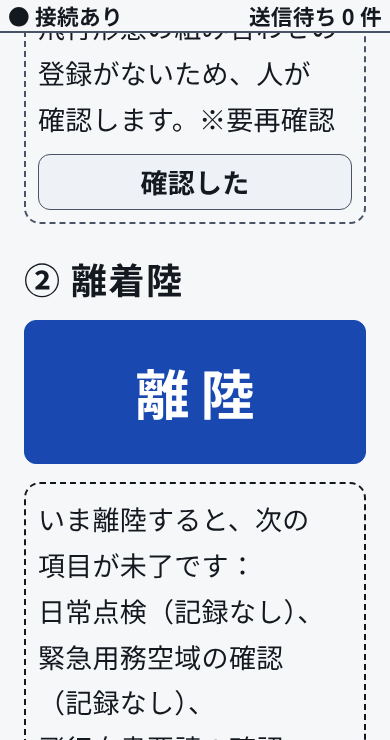 ● 接続あり
送信待ち 0 件
登録がないため、人が
確認します。※要再確認
確認した
② 離着陸
離 陸
いま離陸すると、次の
項目が未了です：
日常点検（記録なし）、
緊急用務空域の確認
（記録なし）、